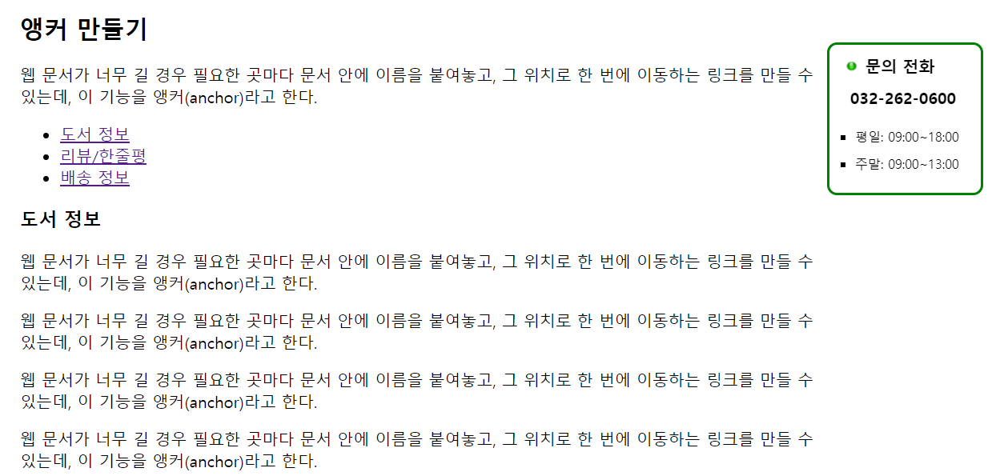 앵커 만들기
웹 문서가 너무 길 경우 필요한 곳마다 문서 안에 이름을 붙여놓고, 그 위치로 한 번에 이동하는 링크를 만들 수
있는데, 이 기능을 앵커(anchor)라고 한다.
도서 정보
리뷰/한줄평
배송 정보
문의 전화
032-262-0600
평일: 09:00~18:00
주말: 09:00~13:00
도서 정보
웹 문서가 너무 길 경우 필요한 곳마다 문서 안에 이름을 붙여놓고, 그 위치로 한 번에 이동하는 링크를 만들 수
있는데, 이 기능을 앵커(anchor)라고 한다.
웹 문서가 너무 길 경우 필요한 곳마다 문서 안에 이름을 붙여놓고, 그 위치로 한 번에 이동하는 링크를 만들 수
있는데, 이 기능을 앵커(anchor)라고 한다.
웹 문서가 너무 길 경우 필요한 곳마다 문서 안에 이름을 붙여놓고, 그 위치로 한 번에 이동하는 링크를 만들 수
있는데, 이 기능을 앵커(anchor)라고 한다.
웹 문서가 너무 길 경우 필요한 곳마다 문서 안에 이름을 붙여놓고, 그 위치로 한 번에 이동하는 링크를 만들 수
있는데, 이 기능을 앵커(anchor)라고 한다.